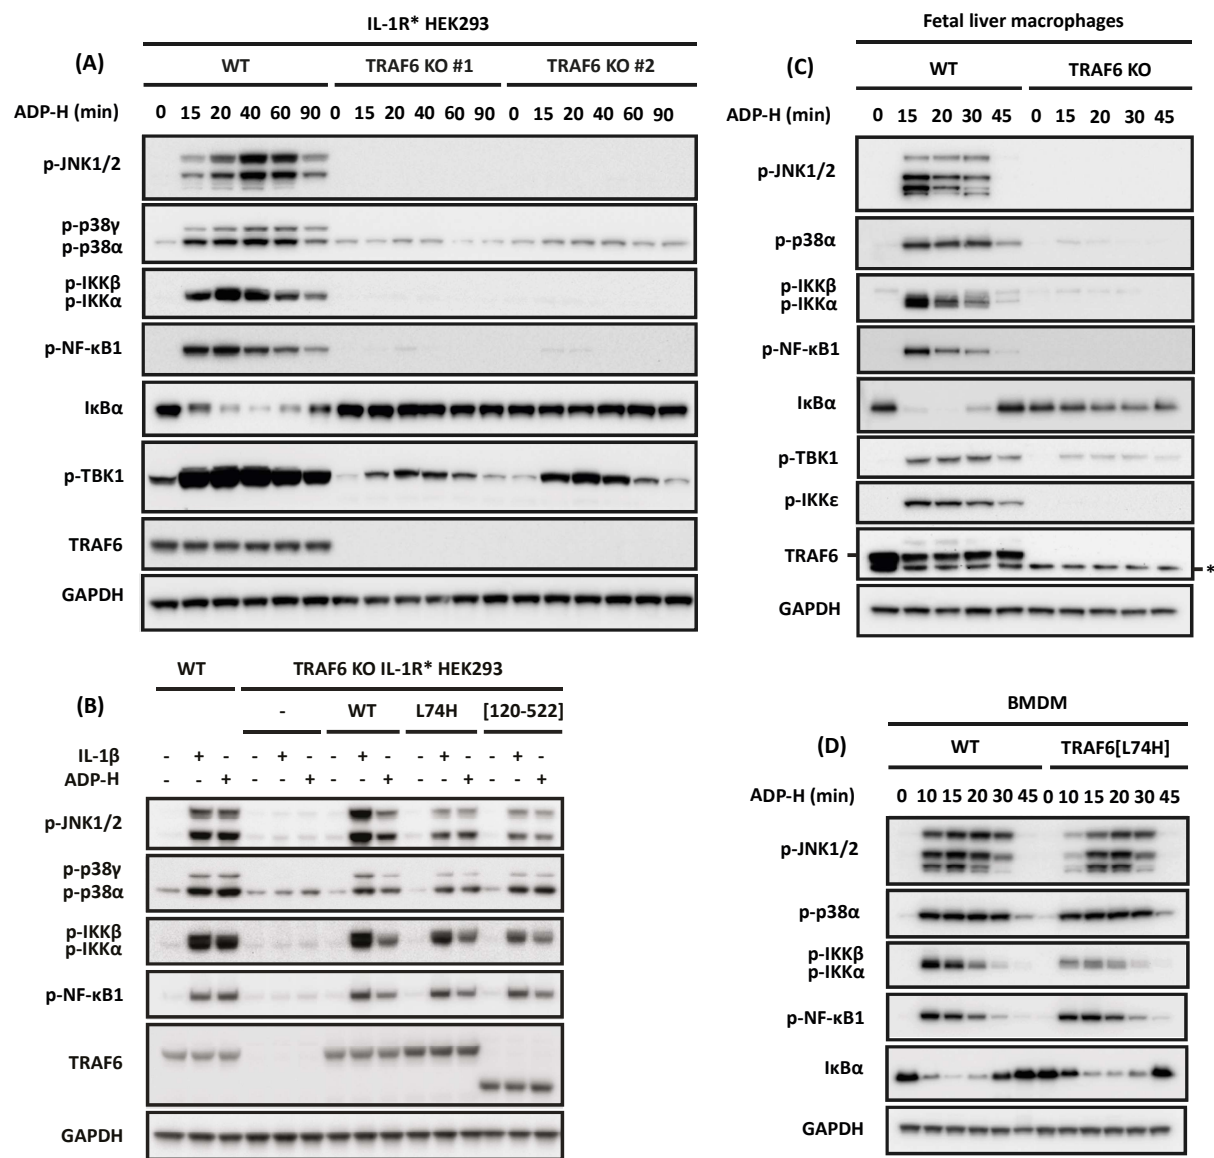 IL-1R* HEK293
(A)
WT TRAF6 KO #1 TRAF6 KO #2
ADP-H (min) 0 15 20 40 60 90 0 15 20 40 60 90 0 15 20 40 60 90
p-JNK1/2
p-p38γ
p-p38α
p-IKKβ
p-IKKα
p-NF-κB1
IκBα
p-TBK1
TRAF6
GAPDH
Fetal liver macrophages
(C)
WT TRAF6 KO
ADP-H (min) 0 15 20 30 45 0 15 20 30 45
p-JNK1/2
p-p38α
p-IKKβ
p-IKKα
p-NF-κB1
IκBα
p-TBK1
p-IKKε
TRAF6 *
GAPDH
WT TRAF6 KO IL-1R* HEK293
(B) - WT L74H [120-522]
IL-1β - + - - + - - + - - + - - + -
ADP-H - - + - - + - - + - - + - - +
p-JNK1/2
p-p38γ
p-p38α
p-IKKβ
p-IKKα
p-NF-κB1
TRAF6
GAPDH
BMDM
(D)
WT TRAF6[L74H]
ADP-H (min) 0 10 15 20 30 45 0 10 15 20 30 45
p-JNK1/2
p-p38α
p-IKKβ
p-IKKα
p-NF-κB1
IκBα
GAPDH